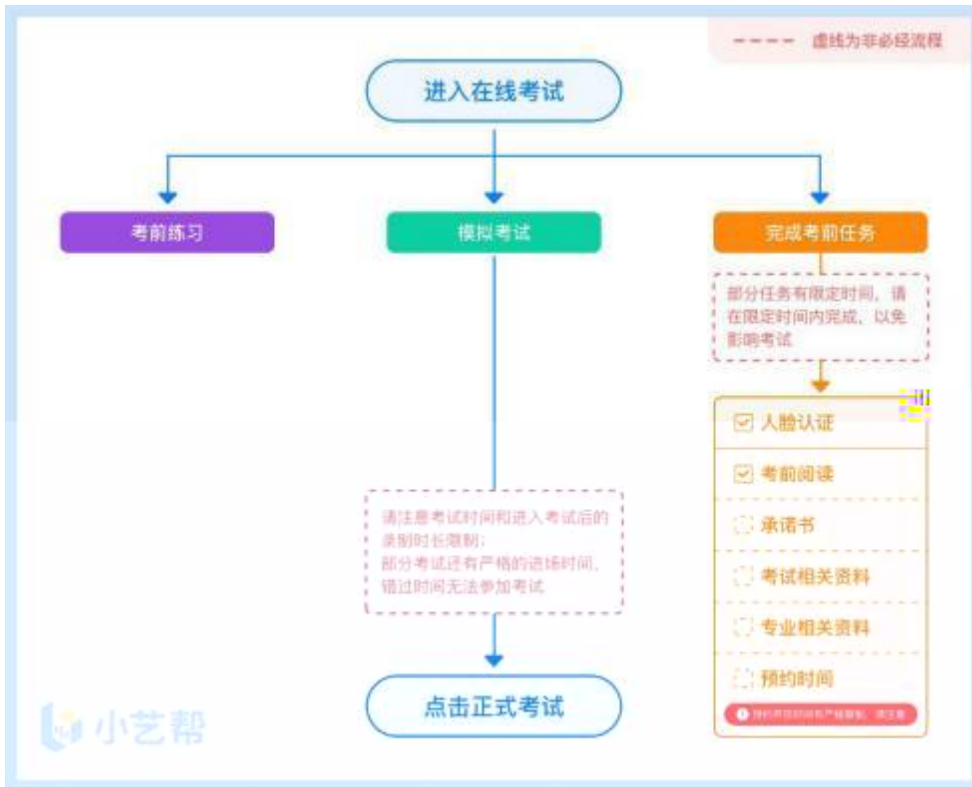 虚线为非必经流程
进入在线考试
考前练习
模拟考试
完成考前任务
部分任务有限定时间，请
在限定时间内完成，以免
影响考试
人脸认证
考前阅读
承诺书
考试相关资料
专业相关资料
预约时间
请注意考试时间和进入考试后的
录制时长限制；
部分考试还有严格的进场时间，
错过时间无法参加考试
点击正式考试
小艺帮